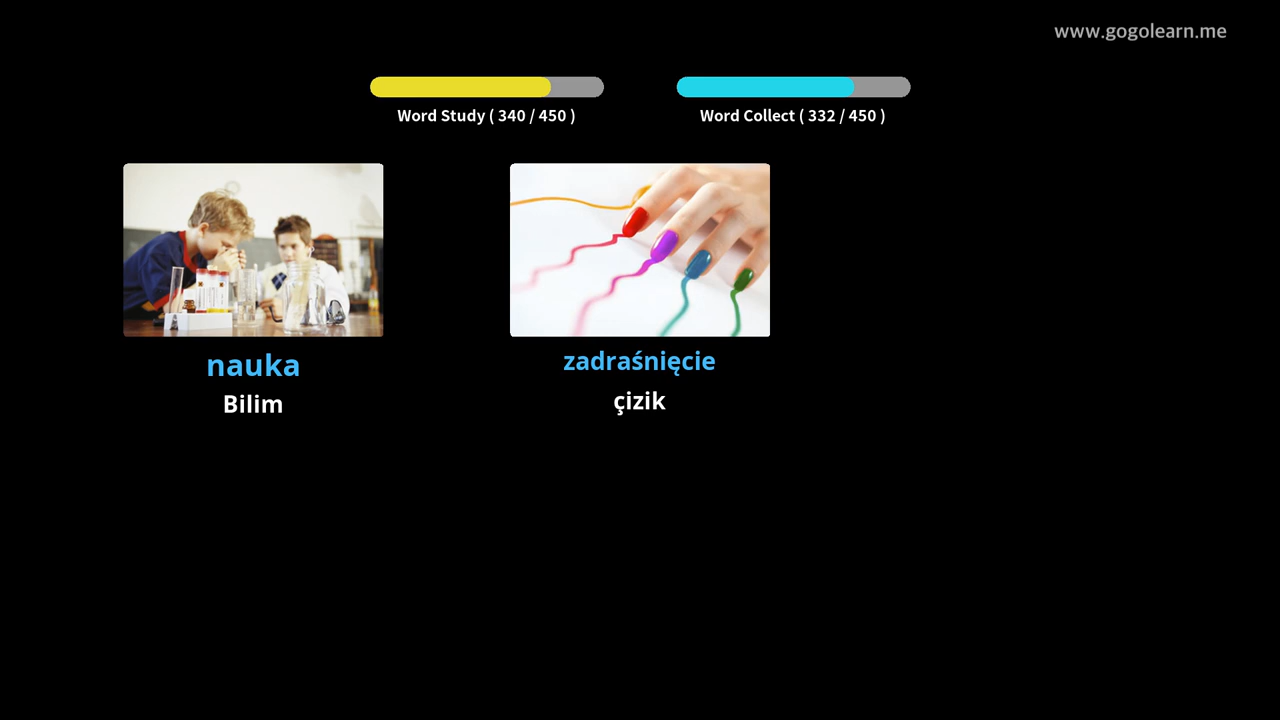 www.gogolearn.me
Word Study ( 340 / 450 )
Word Collect ( 332 / 450 )
nauka
Bilim
zadraśnięcie
çizik